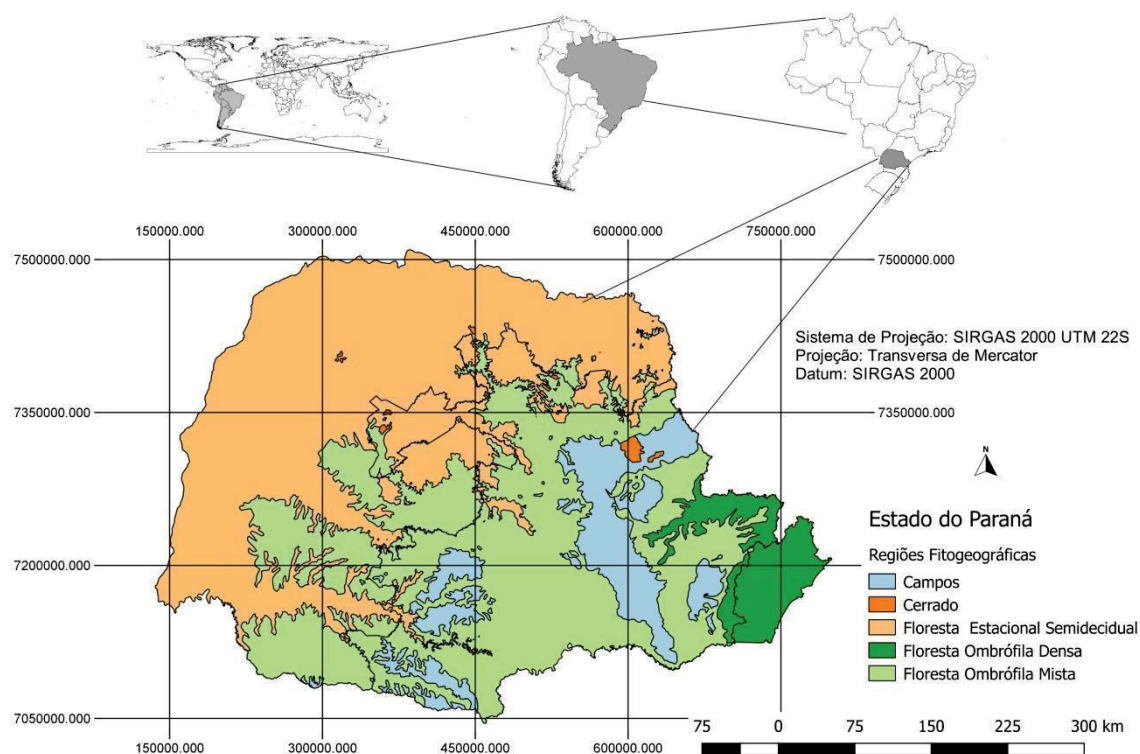 150000.000 300000.000 450000.000 600000.000 750000.000
7500000.000 7500000.000
Sistema de Projeção: SIRGAS 2000 UTM 22S
Projeção: Transversa de Mercator
Datum: SIRGAS 2000
7350000.000 7350000.000
N
Estado do Paraná
Regiões Fitogeográficas
7200000.000 7200000.000
Campos
Cerrado
Floresta Estacional Semidecidual
Floresta Ombrófila Densa
Floresta Ombrófila Mista
7050000.000
75 0 75 150 225 300 km
150000.000 300000.000 450000.000 600000.000